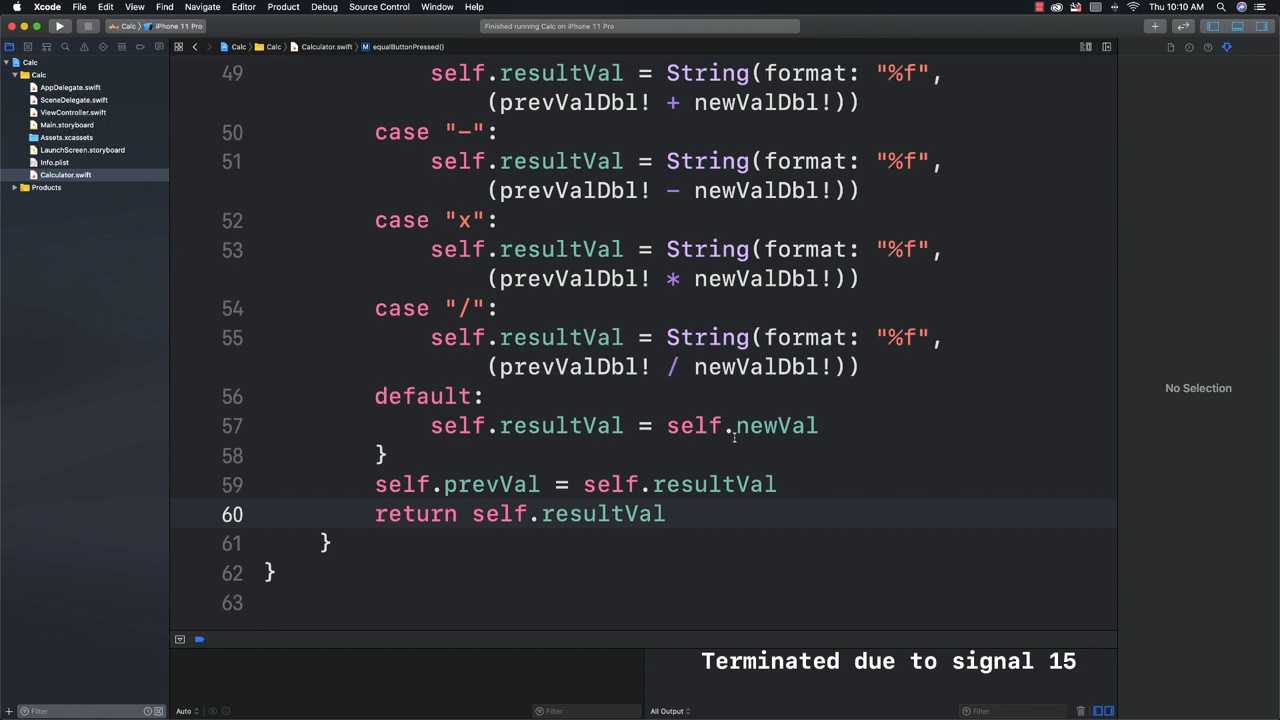 Xcode File Edit View Find Navigate Editor Product Debug Source Control Window Help
Thu 10:10 AM
Calc iPhone 11 Pro
Finished running Calc on iPhone 11 Pro
Calc Calc Calculator.swift equalButtonPressed()
Calc
Calc
AppDelegate.swift
SceneDelegate.swift
ViewController.swift
Main.storyboard
Assets.xcassets
LaunchScreen.storyboard
Info.plist
Calculator.swift
Products
49 self.resultVal = String(format: "%f",
(prevValDbl! + newValDbl!))
50 case "-":
51 self.resultVal = String(format: "%f",
(prevValDbl! - newValDbl!))
52 case "x":
53 self.resultVal = String(format: "%f",
(prevValDbl! * newValDbl!))
54 case "/":
55 self.resultVal = String(format: "%f",
(prevValDbl! / newValDbl!))
56 default:
57 self.resultVal = self.newVal
58 }
59 self.prevVal = self.resultVal
60 return self.resultVal
61 }
62 }
63
No Selection
Terminated due to signal 15
Filter
Auto
Filter
All Output
Filter